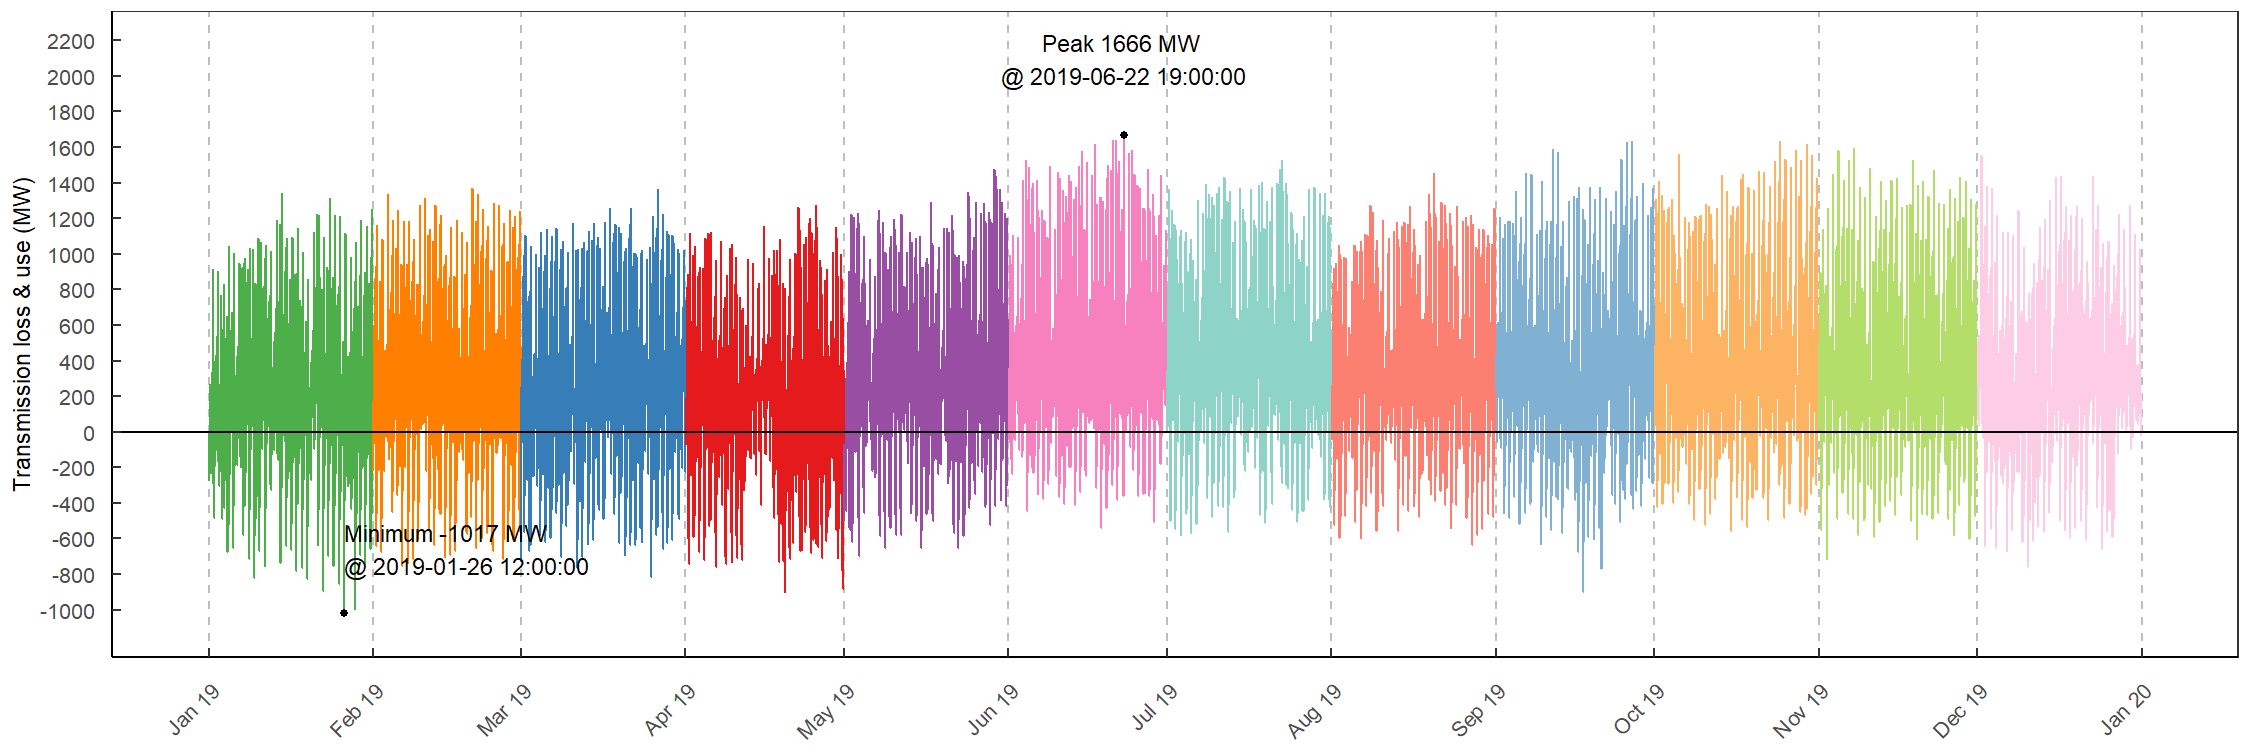 Transmission loss & use (MW)
2200
2000
1800
1600
1400
1200
1000
800
600
400
200
0
-200
-400
-600
-800
-1000
Peak 1666 MW
@ 2019-06-22 19:00:00
Minimum -1017 MW
@ 2019-01-26 12:00:00
Jan 19
Feb 19
Mar 19
Apr 19
May 19
Jun 19
Jul 19
Aug 19
Sep 19
Oct 19
Nov 19
Dec 19
Jan 20